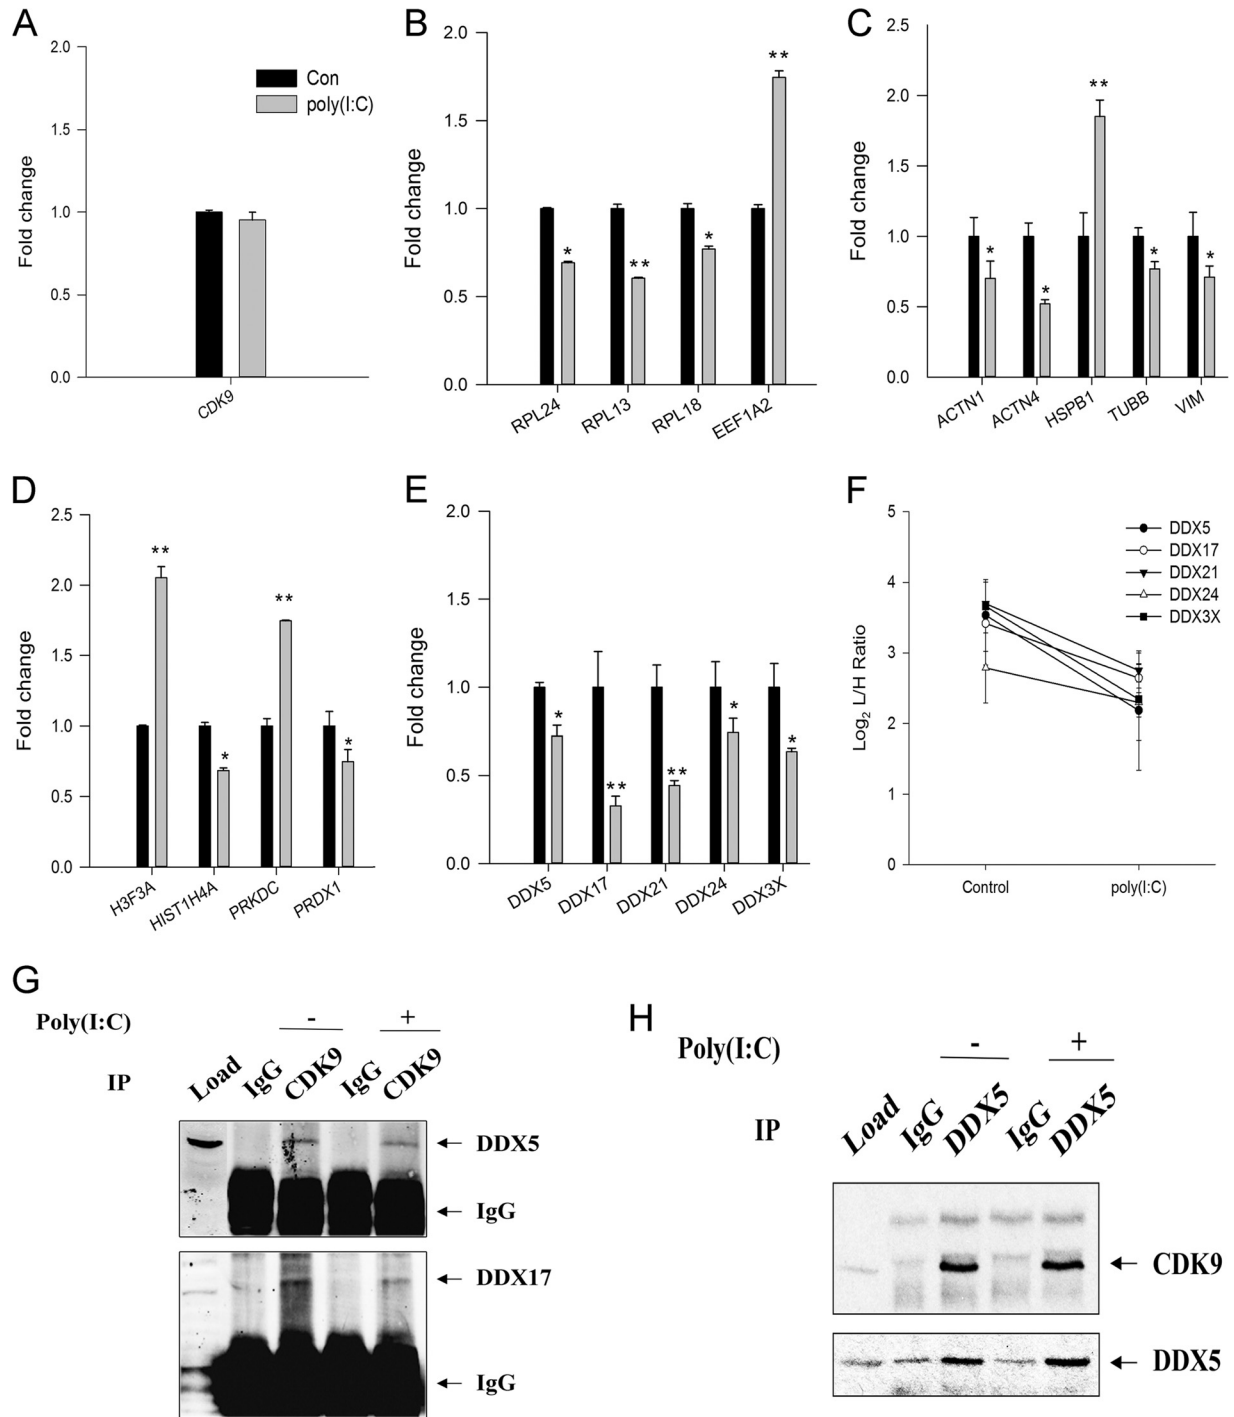 A
Fold change
2.0
1.5
1.0
0.5
0.0
Con
poly(I:C)
CDK9
B
Fold change
2.0
1.5
1.0
0.5
0.0
*
**
*
**
RPL24
RPL13
RPL18
EEF1A2
C
Fold change
2.5
2.0
1.5
1.0
0.5
0.0
*
*
**
*
*
ACTN1
ACTN4
HSPB1
TUBB
VIM
D
Fold change
2.5
2.0
1.5
1.0
0.5
0.0
**
*
**
*
H3F3A
HIST1H4A
PRKDC
PRDX1
E
Fold change
2.0
1.5
1.0
0.5
0.0
*
**
**
*
*
DDX5
DDX17
DDX21
DDX24
DDX3X
F
Log2 L/H Ratio
5
4
3
2
1
0
DDX5
DDX17
DDX21
DDX24
DDX3X
Control
poly(I:C)
G
Poly(I:C)
-
+
IP
Load
IgG
CDK9
IgG
CDK9
DDX5
IgG
DDX17
IgG
H
Poly(I:C)
-
+
IP
Load
IgG
DDX5
IgG
DDX5
CDK9
DDX5